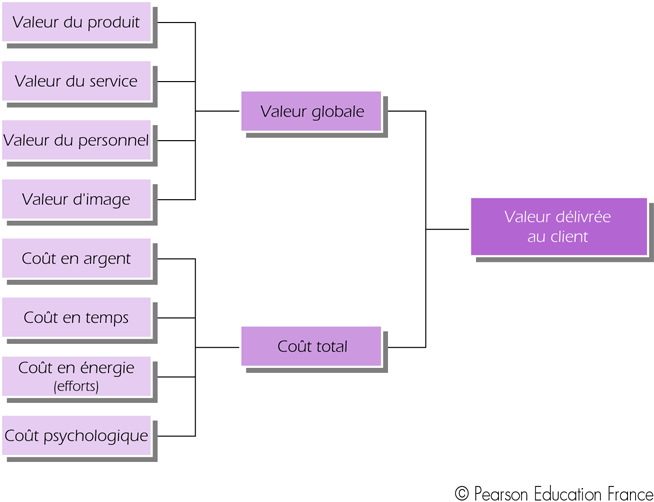 Valeur du produit
Valeur du service
Valeur du personnel
Valeur d'image
Coût en argent
Coût en temps
Coût en énergie
(efforts)
Coût psychologique
Valeur globale
Coût total
Valeur délivrée
au client
© Pearson Education France